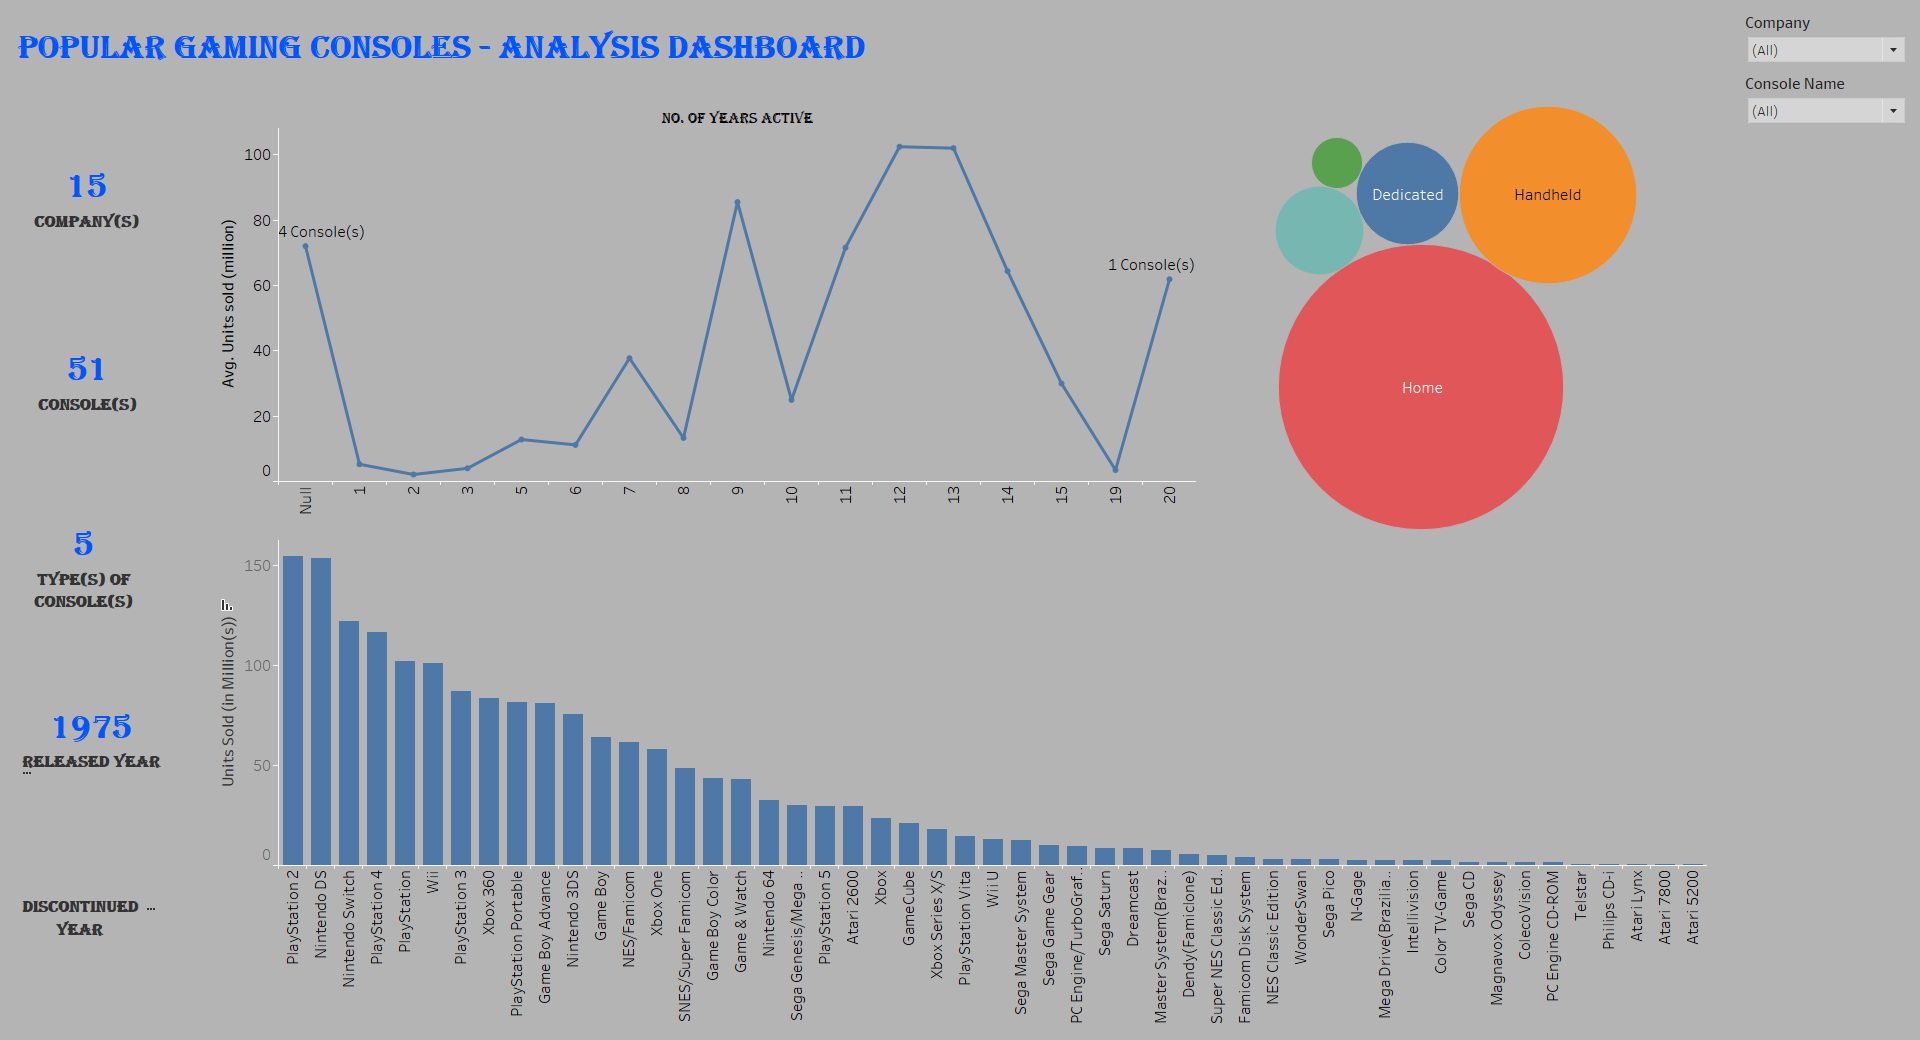 POPULAR GAMING CONSOLES - ANALYSIS DASHBOARD
Company
(All)
Console Name
(All)
15
COMPANY(S)
51
CONSOLE(S)
5
TYPE(S) OF
CONSOLE(S)
1975
RELEASED YEAR
...
DISCONTINUED ...
YEAR
NO. OF YEARS ACTIVE
Avg. Units sold (million)
100
80
60
40
20
0
4 Console(s)
1 Console(s)
Null
1
2
3
5
6
7
8
9
10
11
12
13
14
15
19
20
Dedicated
Handheld
Home
Units Sold (in Million(s))
150
100
50
0
PlayStation 2
Nintendo DS
Nintendo Switch
PlayStation 4
PlayStation
Wii
PlayStation 3
Xbox 360
PlayStation Portable
Game Boy Advance
Nintendo 3DS
Game Boy
NES/Famicom
Xbox One
SNES/Super Famicom
Game Boy Color
Game & Watch
Nintendo 64
Sega Genesis/Mega ..
PlayStation 5
Atari 2600
Xbox
GameCube
Xbox Series X/S
PlayStation Vita
Wii U
Sega Master System
Sega Game Gear
PC Engine/TurboGraf..
Sega Saturn
Dreamcast
Master System(Braz..
Dendy(Famiclone)
Super NES Classic Ed..
Famicom Disk System
NES Classic Edition
WonderSwan
Sega Pico
N-Gage
Mega Drive(Brazilia..
Intellivision
Color TV-Game
Sega CD
Magnavox Odyssey
ColecoVision
PC Engine CD-ROM
Telstar
Philips CD-i
Atari Lynx
Atari 7800
Atari 5200